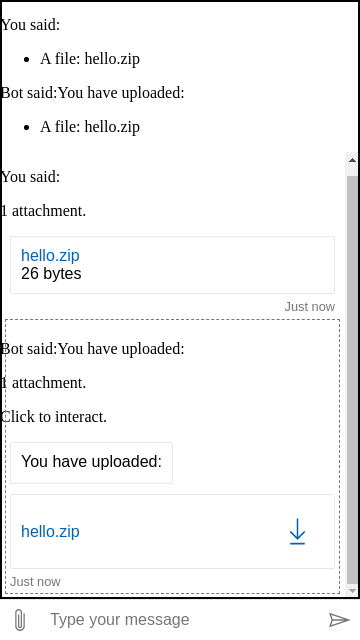 You said:
A file: hello.zip
Bot said:You have uploaded:
A file: hello.zip
You said:
1 attachment.
hello.zip
26 bytes
Just now
Bot said:You have uploaded:
1 attachment.
Click to interact.
You have uploaded:
hello.zip
Just now
Type your message